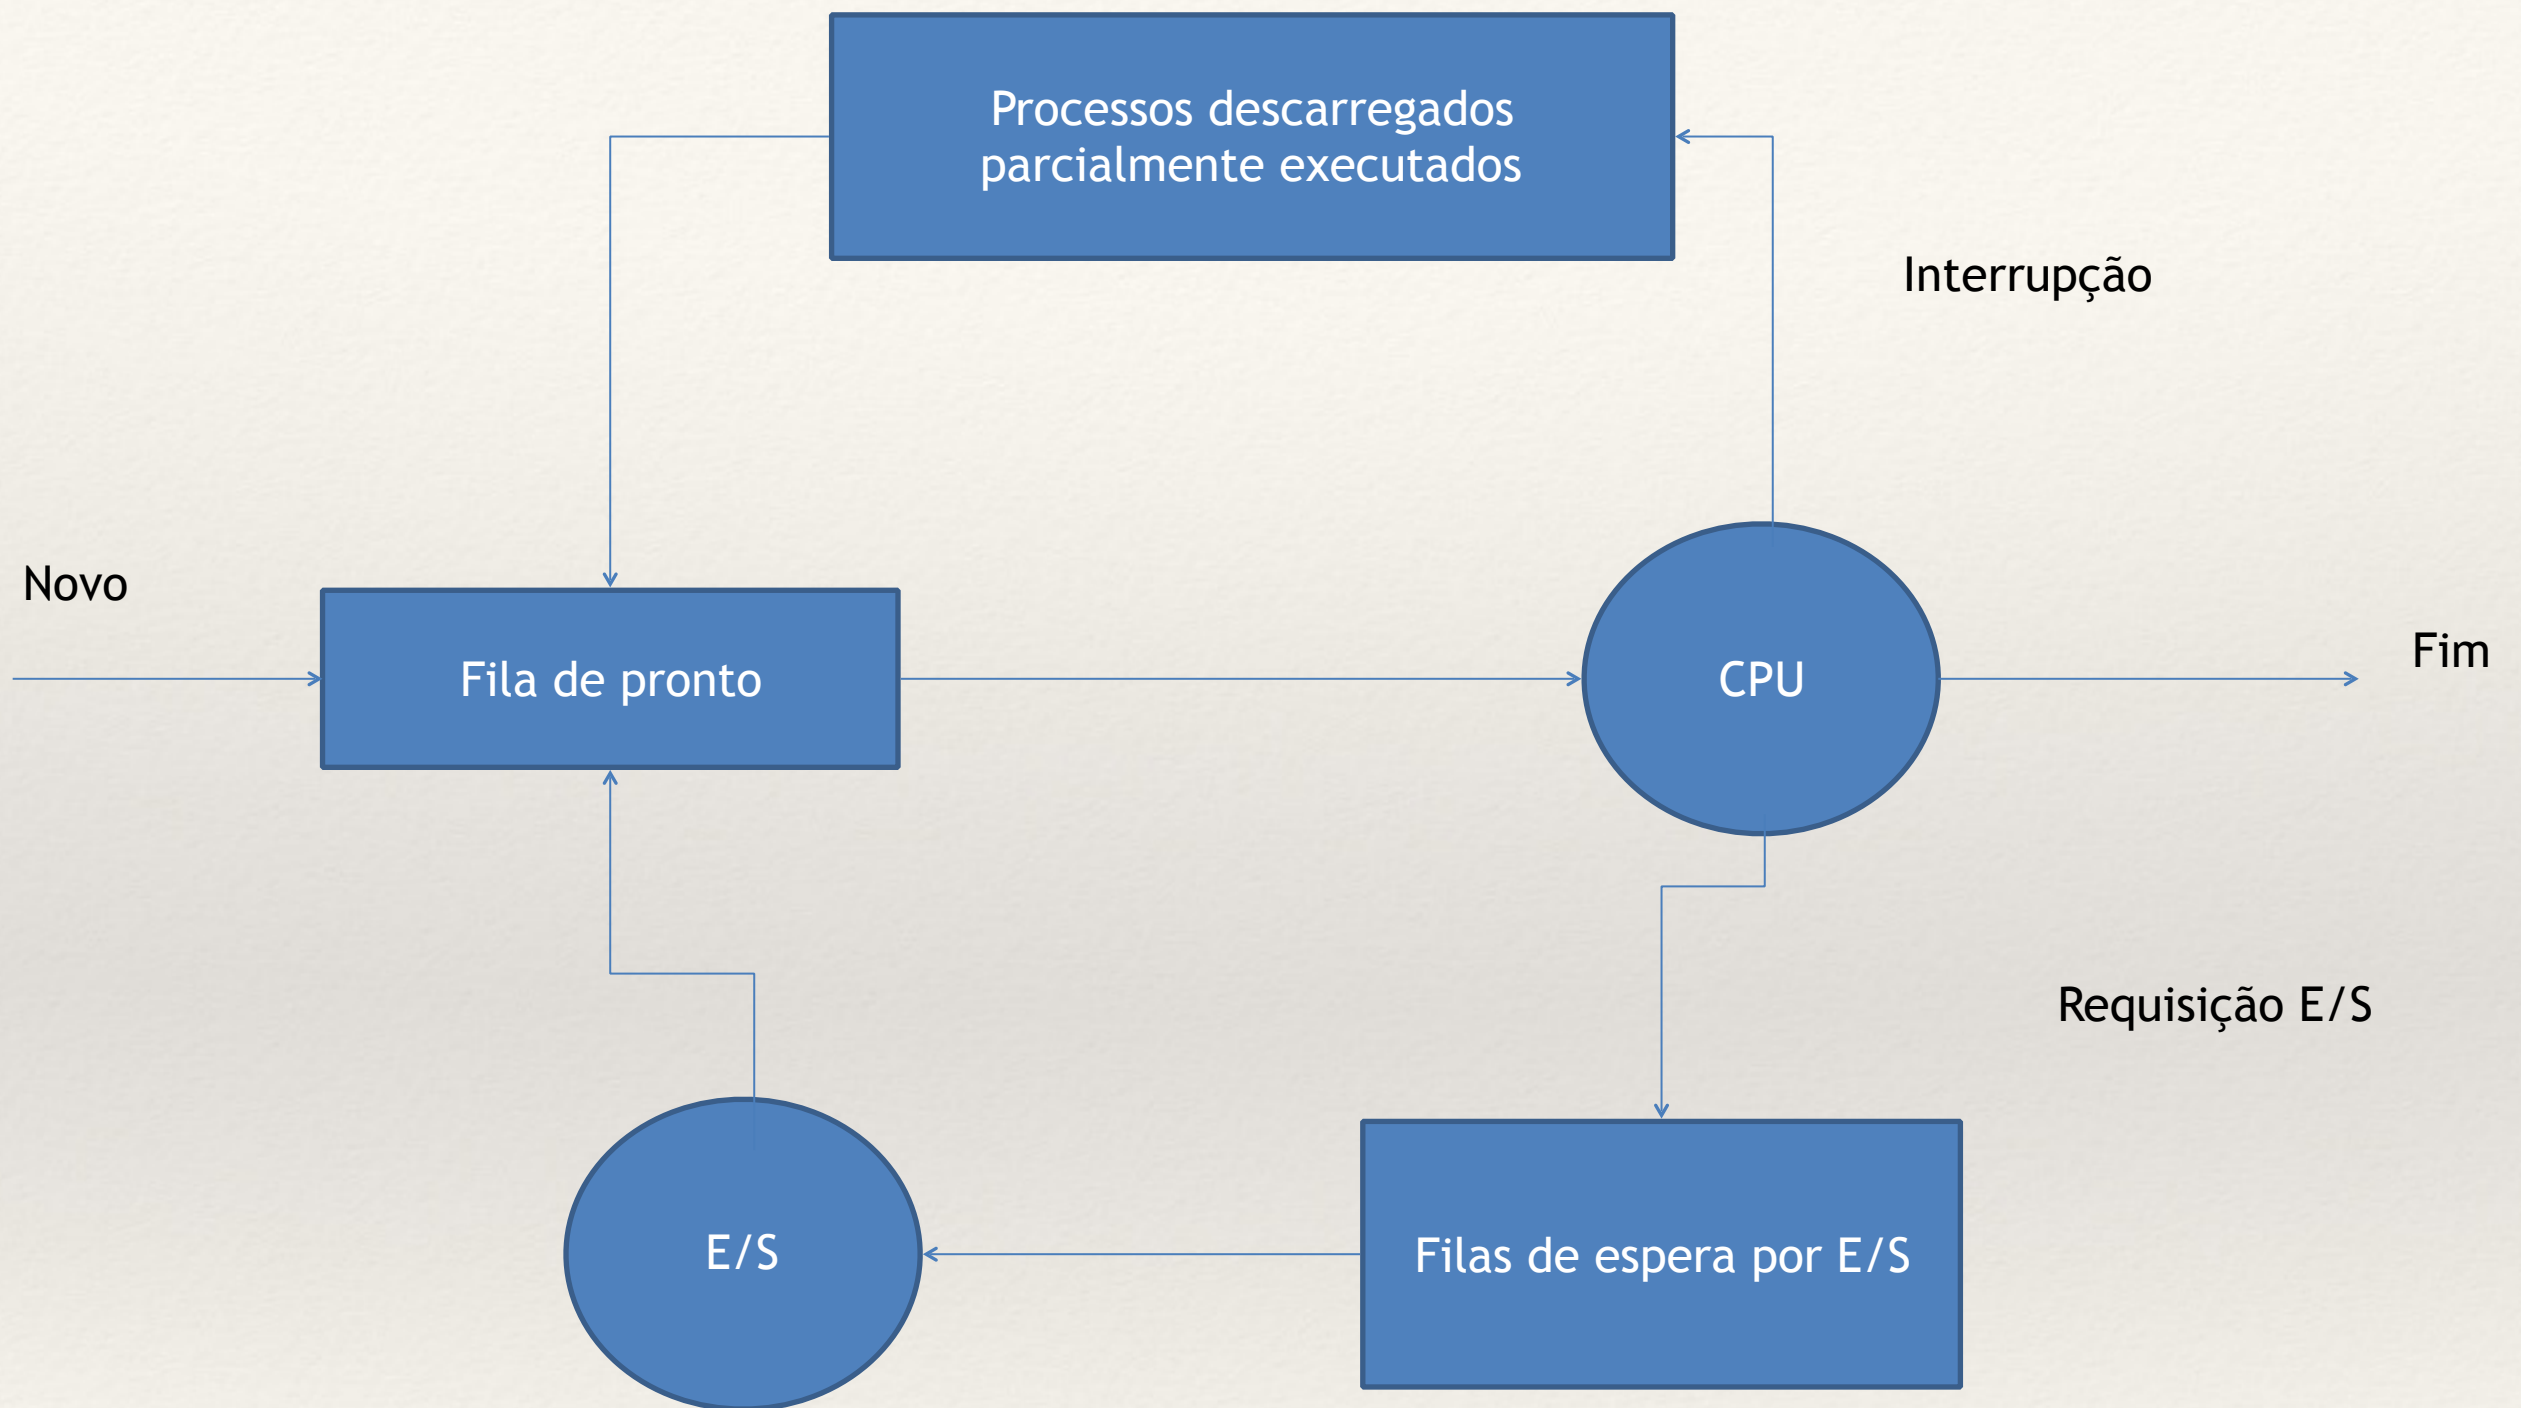 Processos descarregados
parcialmente executados
Interrupção
Novo
Fila de pronto
CPU
Fim
Requisição E/S
E/S
Filas de espera por E/S